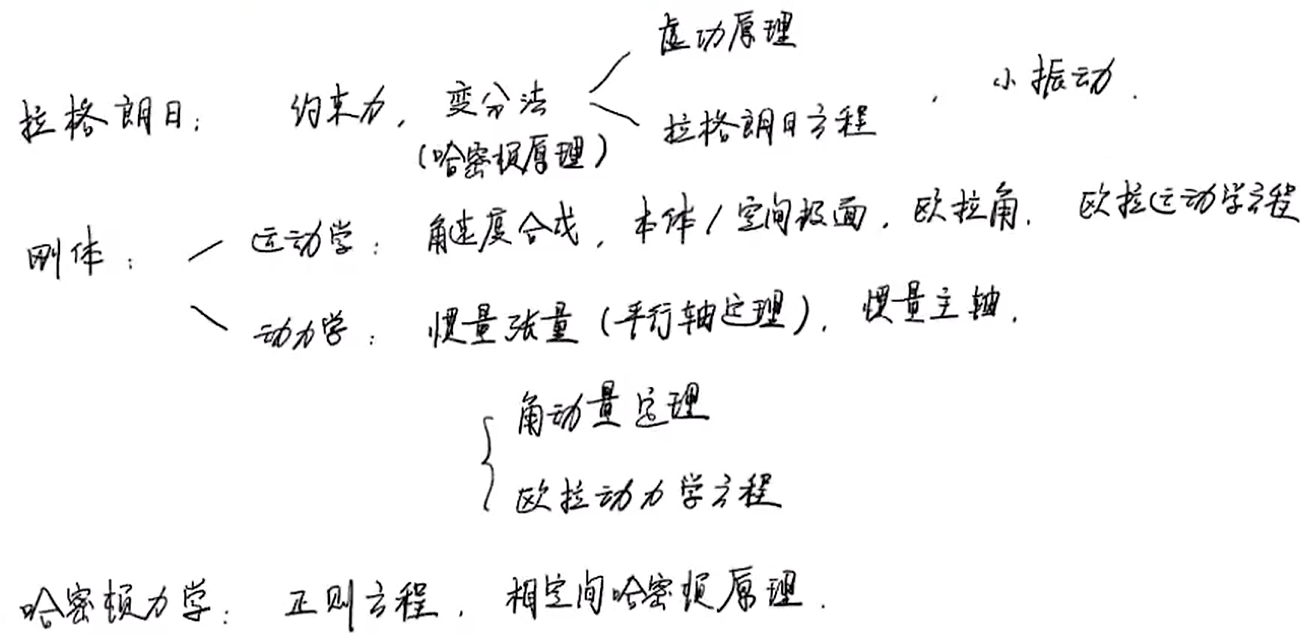 虚功原理
拉格朗日： 约束力，变分法 ，小振动．
(哈密顿原理) 拉格朗日方程
刚体： 运动学：角速度合成，本体/空间极面，欧拉角．欧拉运动学方程
动力学：惯量张量(平行轴定理)，惯量主轴．
角动量定理
欧拉动力学方程
哈密顿力学： 正则方程，相空间哈密顿原理．